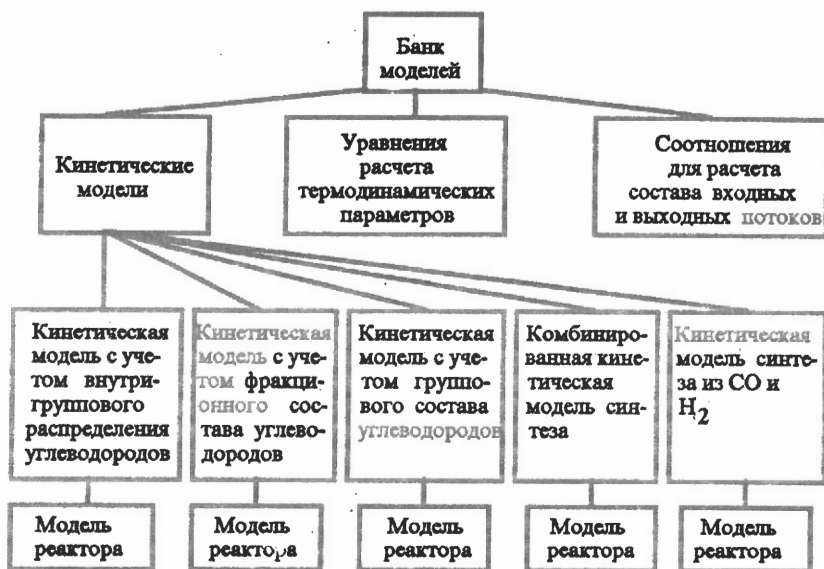 Банк
моделей
Кинетические
модели
Уравнения
расчета
термодинамических
параметров
Соотношения
для расчета
состава входных
и выходных потоков
Кинетическая
модель с уче-
том внутри-
группового
распределения
углеводородов
Кинетическая
модель с уче-
том фракци-
онного сос-
тава углево-
дородов
Кинетическая
модель с уче-
том группо-
вого состава
углеводородов
Комбиниро-
ванная кине-
тическая
модель син-
теза
Кинетическая
модель синте-
за из CO и
H2
Модель
реактора
Модель
реактора
Модель
реактора
Модель
реактора
Модель
реактора